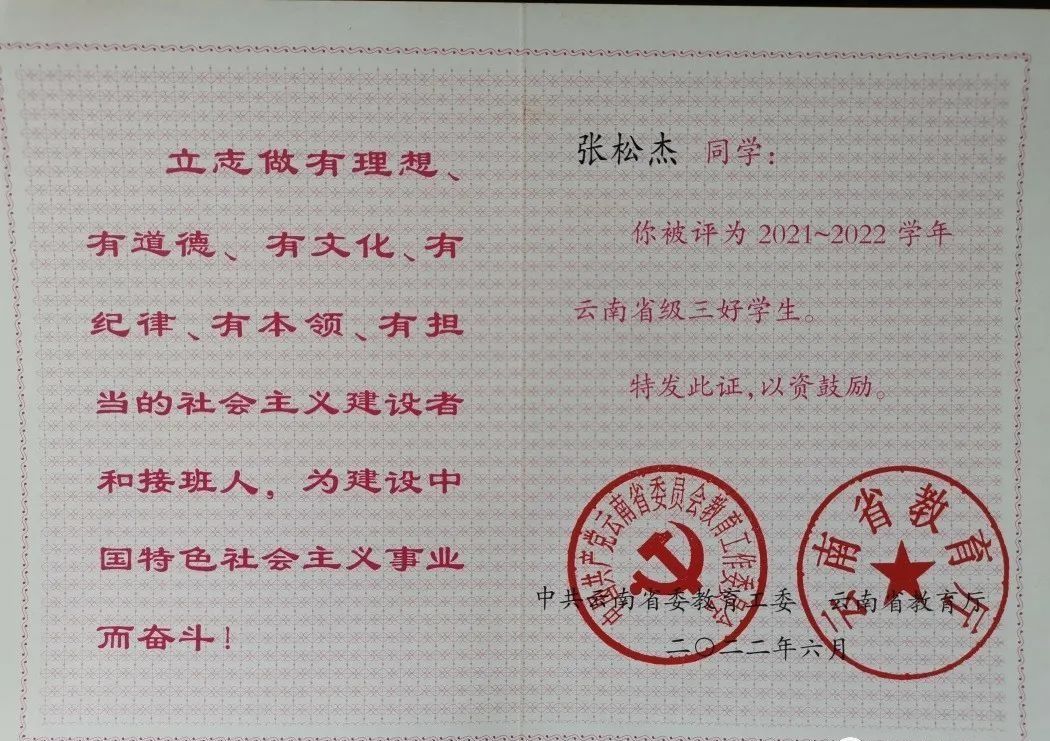 立志做有理想、
有道德、有文化、有
纪律、有本领、有担
当的社会主义建设者
和接班人，为建设中
国特色社会主义事业
而奋斗！
张松杰 同学：
你被评为 2021~2022 学年
云南省级三好学生。
特发此证，以资鼓励。
中国共产党云南省委员会教育工作委员会
云南省教育厅
中共云南省委教育工委 云南省教育厅
二〇二二年六月